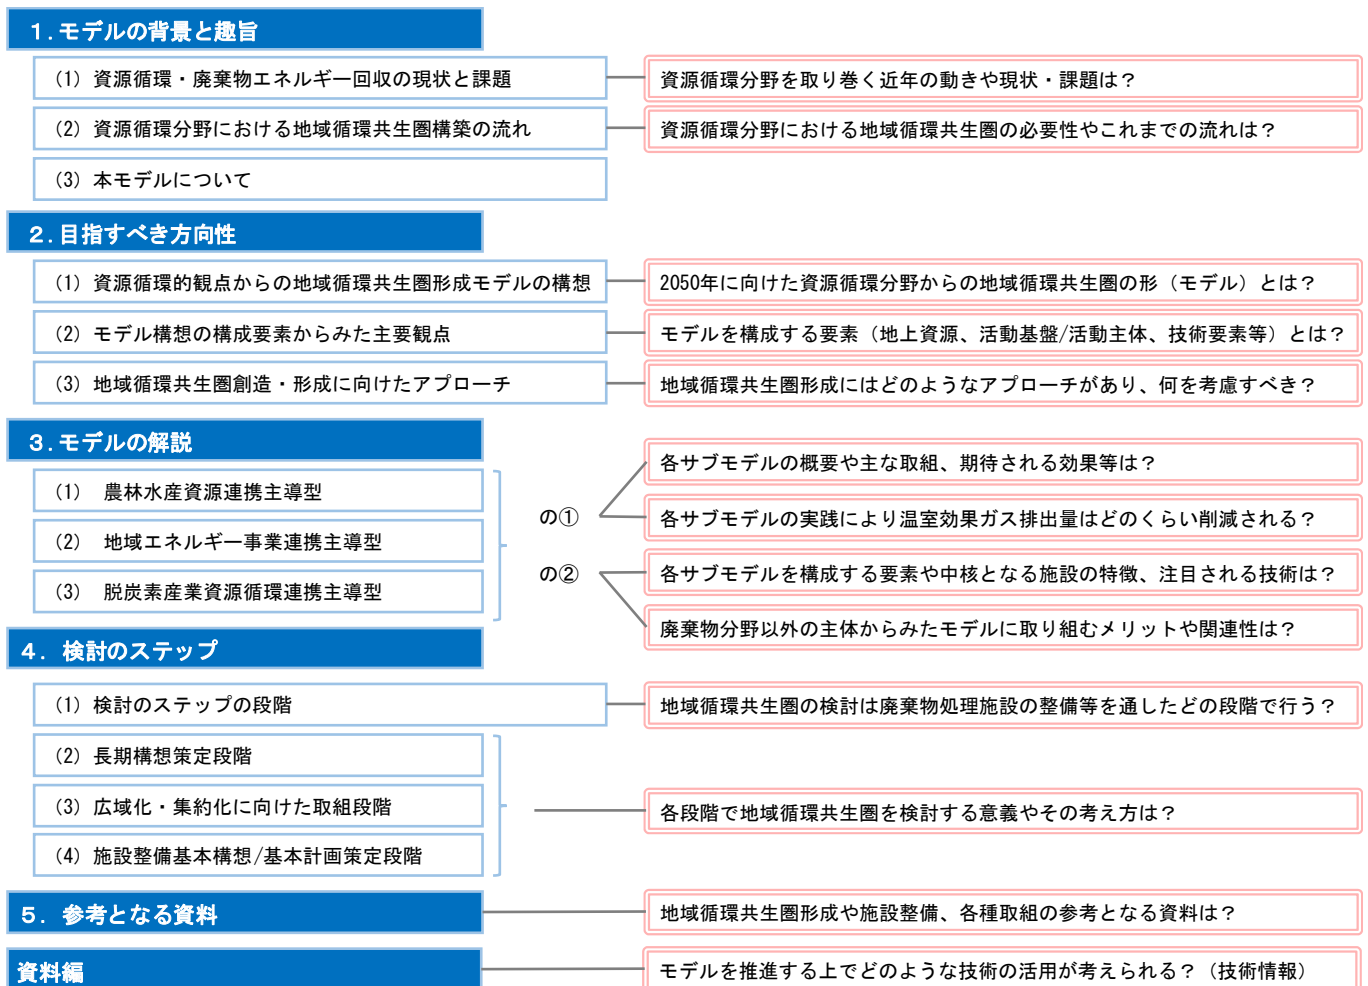 １．モデルの背景と趣旨
（1）資源循環・廃棄物エネルギー回収の現状と課題
資源循環分野を取り巻く近年の動きや現状・課題は？
（2）資源循環分野における地域循環共生圏構築の流れ
資源循環分野における地域循環共生圏の必要性やこれまでの流れは？
（3）本モデルについて
２．目指すべき方向性
（1）資源循環的観点からの地域循環共生圏形成モデルの構想
2050年に向けた資源循環分野からの地域循環共生圏の形（モデル）とは？
（2）モデル構想の構成要素からみた主要観点
モデルを構成する要素（地上資源、活動基盤/活動主体、技術要素等）とは？
（3）地域循環共生圏創造・形成に向けたアプローチ
地域循環共生圏形成にはどのようなアプローチがあり、何を考慮すべき？
３．モデルの解説
（1） 農林水産資源連携主導型
（2） 地域エネルギー事業連携主導型
（3） 脱炭素産業資源循環連携主導型
の①
各サブモデルの概要や主な取組、期待される効果等は？
各サブモデルの実践により温室効果ガス排出量はどのくらい削減される？
の②
各サブモデルを構成する要素や中核となる施設の特徴、注目される技術は？
廃棄物分野以外の主体からみたモデルに取り組むメリットや関連性は？
４．検討のステップ
（1）検討のステップの段階
地域循環共生圏の検討は廃棄物処理施設の整備等を通したどの段階で行う？
（2）長期構想策定段階
（3）広域化・集約化に向けた取組段階
（4）施設整備基本構想/基本計画策定段階
各段階で地域循環共生圏を検討する意義やその考え方は？
５．参考となる資料
地域循環共生圏形成や施設整備、各種取組の参考となる資料は？
資料編
モデルを推進する上でどのような技術の活用が考えられる？（技術情報）